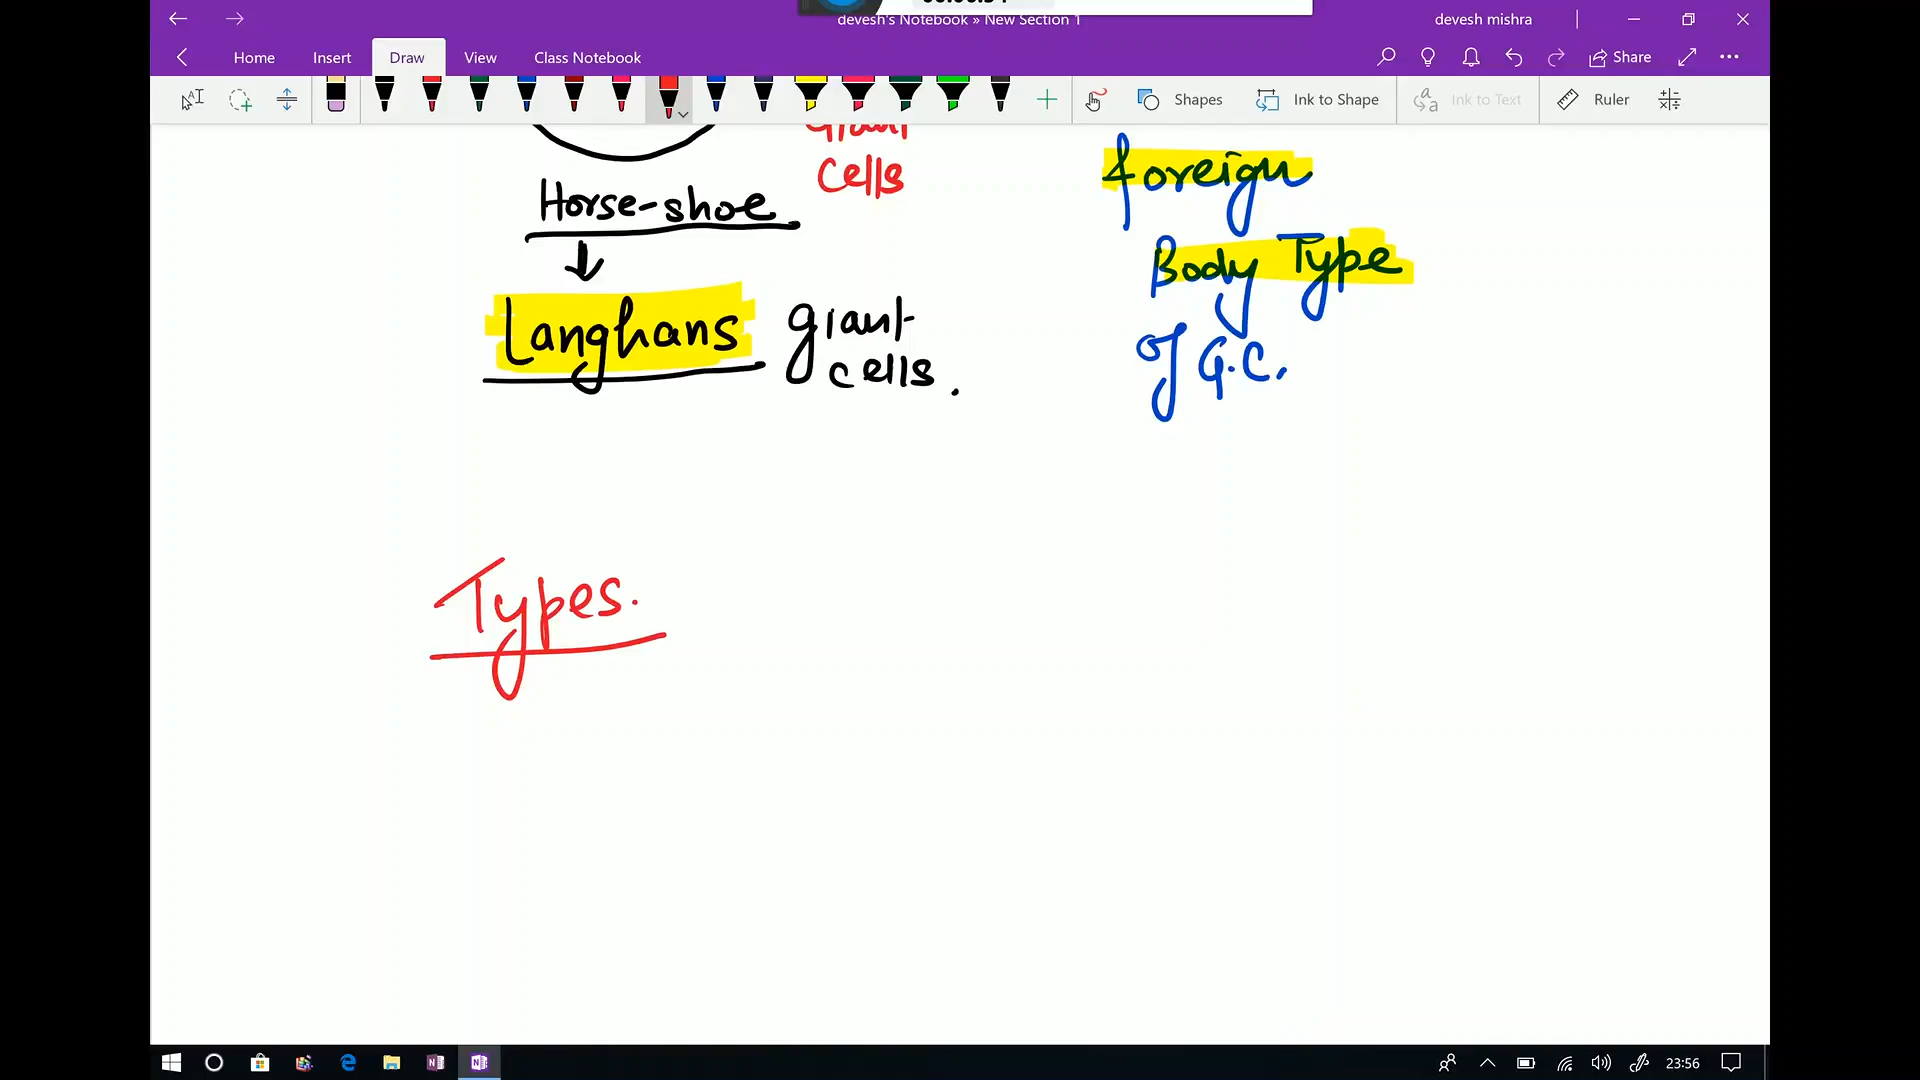 devesh's Notebook » New Section 1
devesh mishra
Home
Insert
Draw
View
Class Notebook
Share
Shapes
Ink to Shape
Ink to Text
Ruler
Giant
Cells
Horse-shoe
Langhans giant
cells.
foreign
Body Type
of G.C.
Types.
23:56